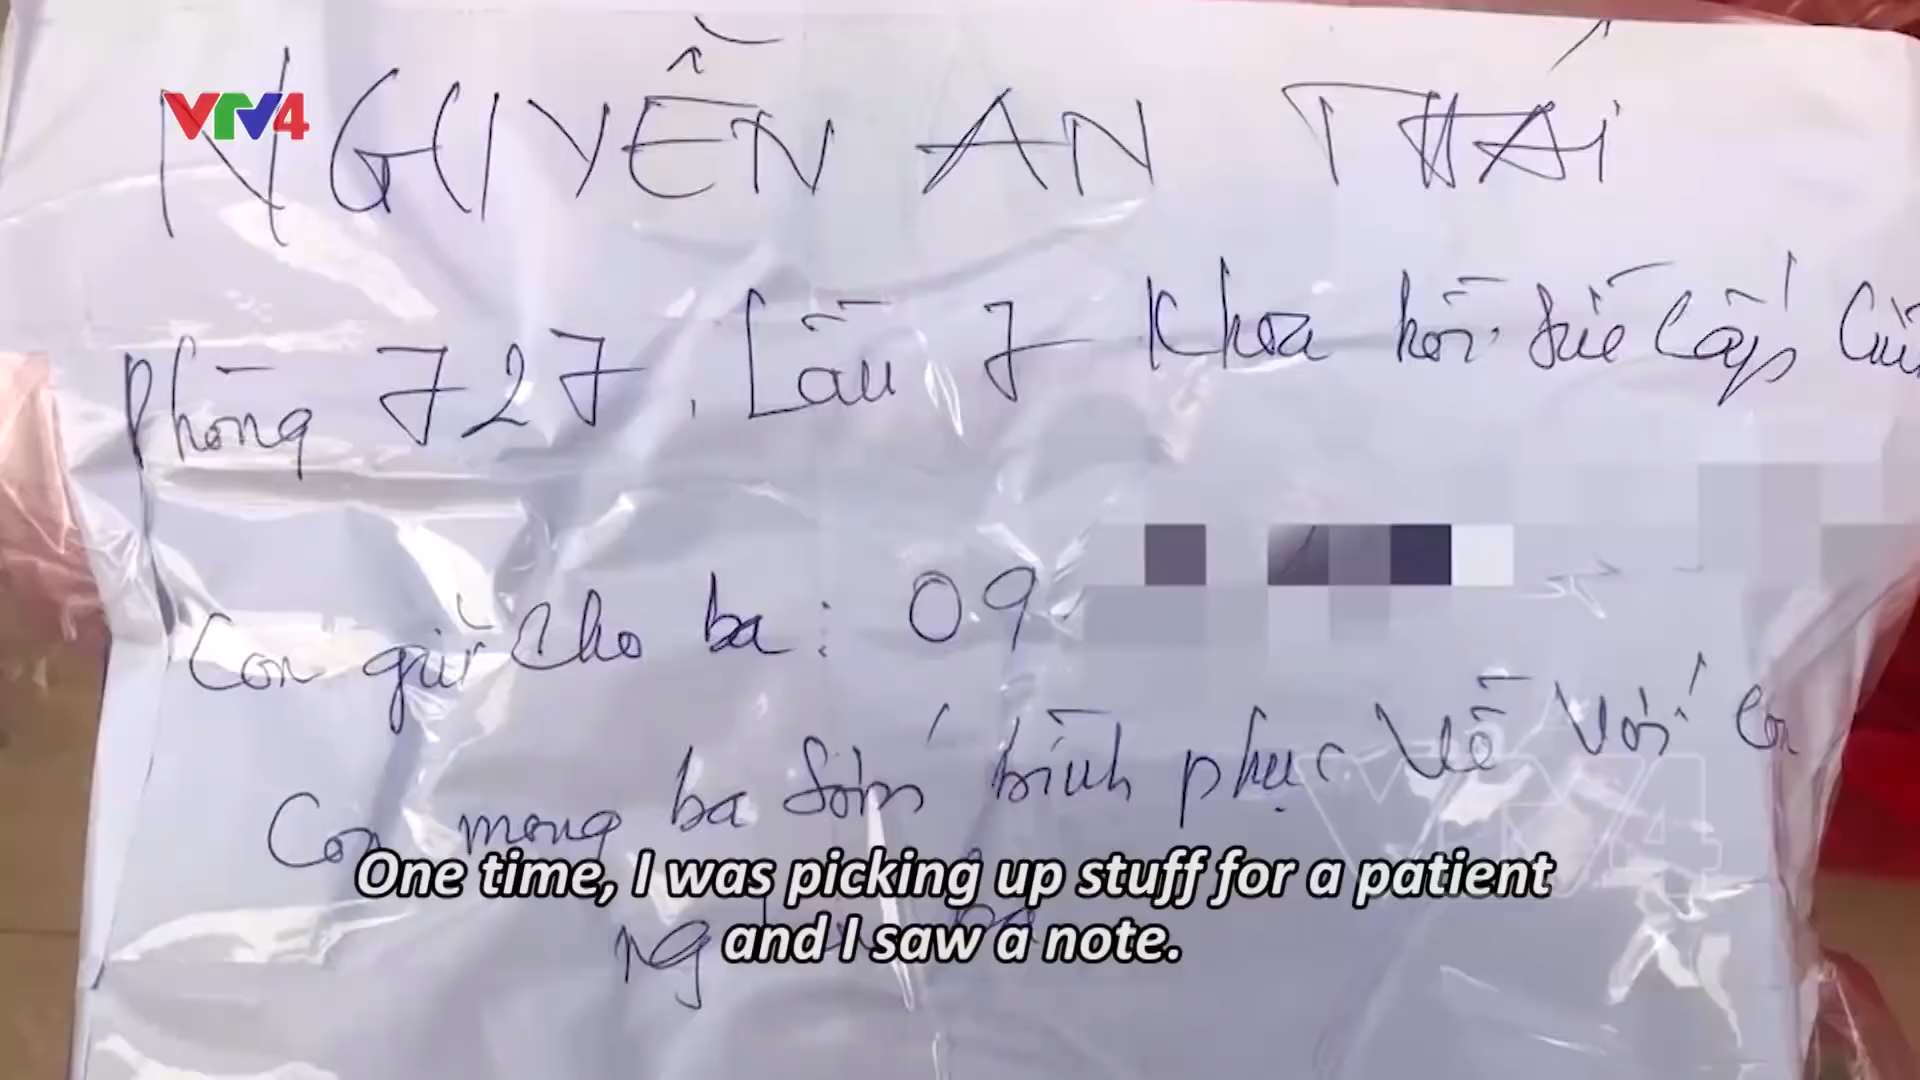 VTV4
NGUYỄN AN THÁI
Phòng 727. Lầu 7 Khoa hồi sức Cấp Cứu
Con gửi cho ba: 09
Con mong ba sớm bình phục về với con
One time, I was picking up stuff for a patient
and I saw a note.
VTV4